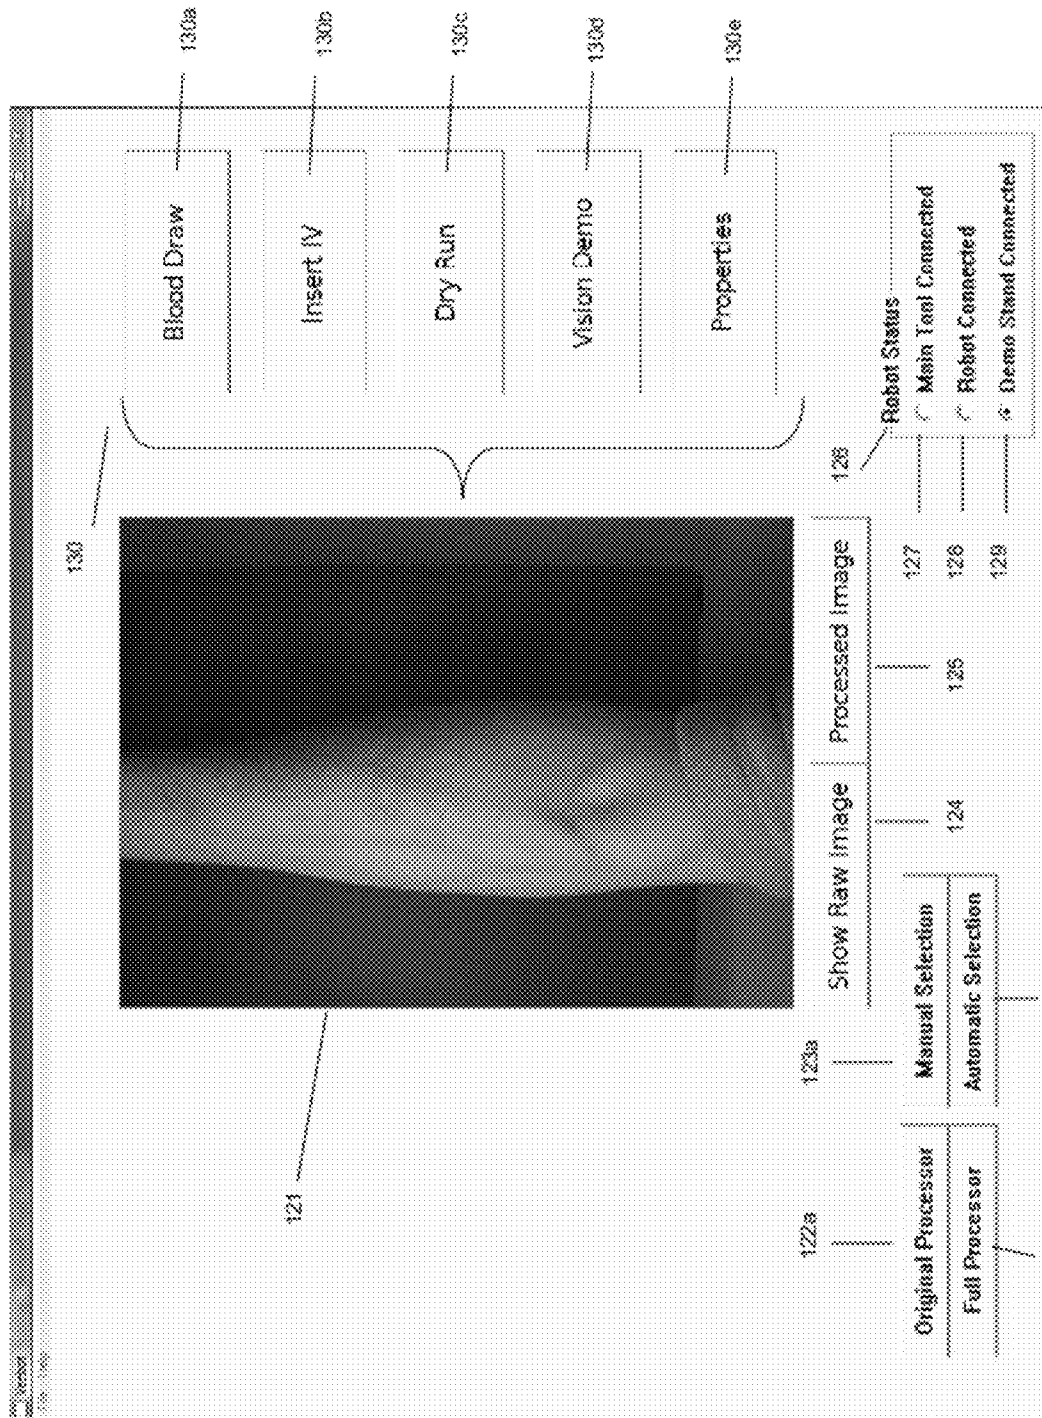 130
Blood Draw 130a
121
Insert IV 130b
Dry Run 130c
Vision Demo 130d
Properties 130e
122a 123a
Show Raw Image Processed Image
126
Robot Status
Original Processor Manual Selection
127 Main Tool Connected
124 125
Full Processor Automatic Selection
128 Robot Connected
129 Demo Stand Connected